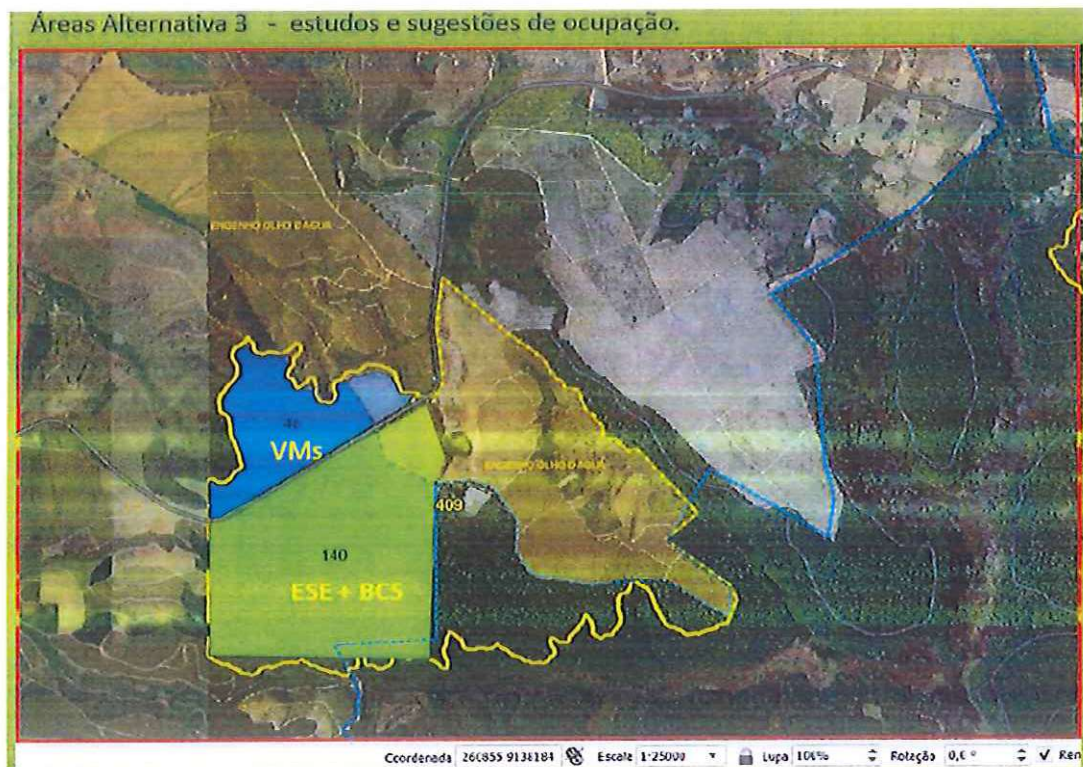 Áreas Alternativa 3 - estudos e sugestões de ocupação.
ENGENHO OLHO D'AGUA
VMs
ENGENHO OLHO D'AGUA
409
140
ESE + BCS
Coordenada 260855 9138184 Escala 1:25000 Lupa 100% Rotação 0,0 ° Ren